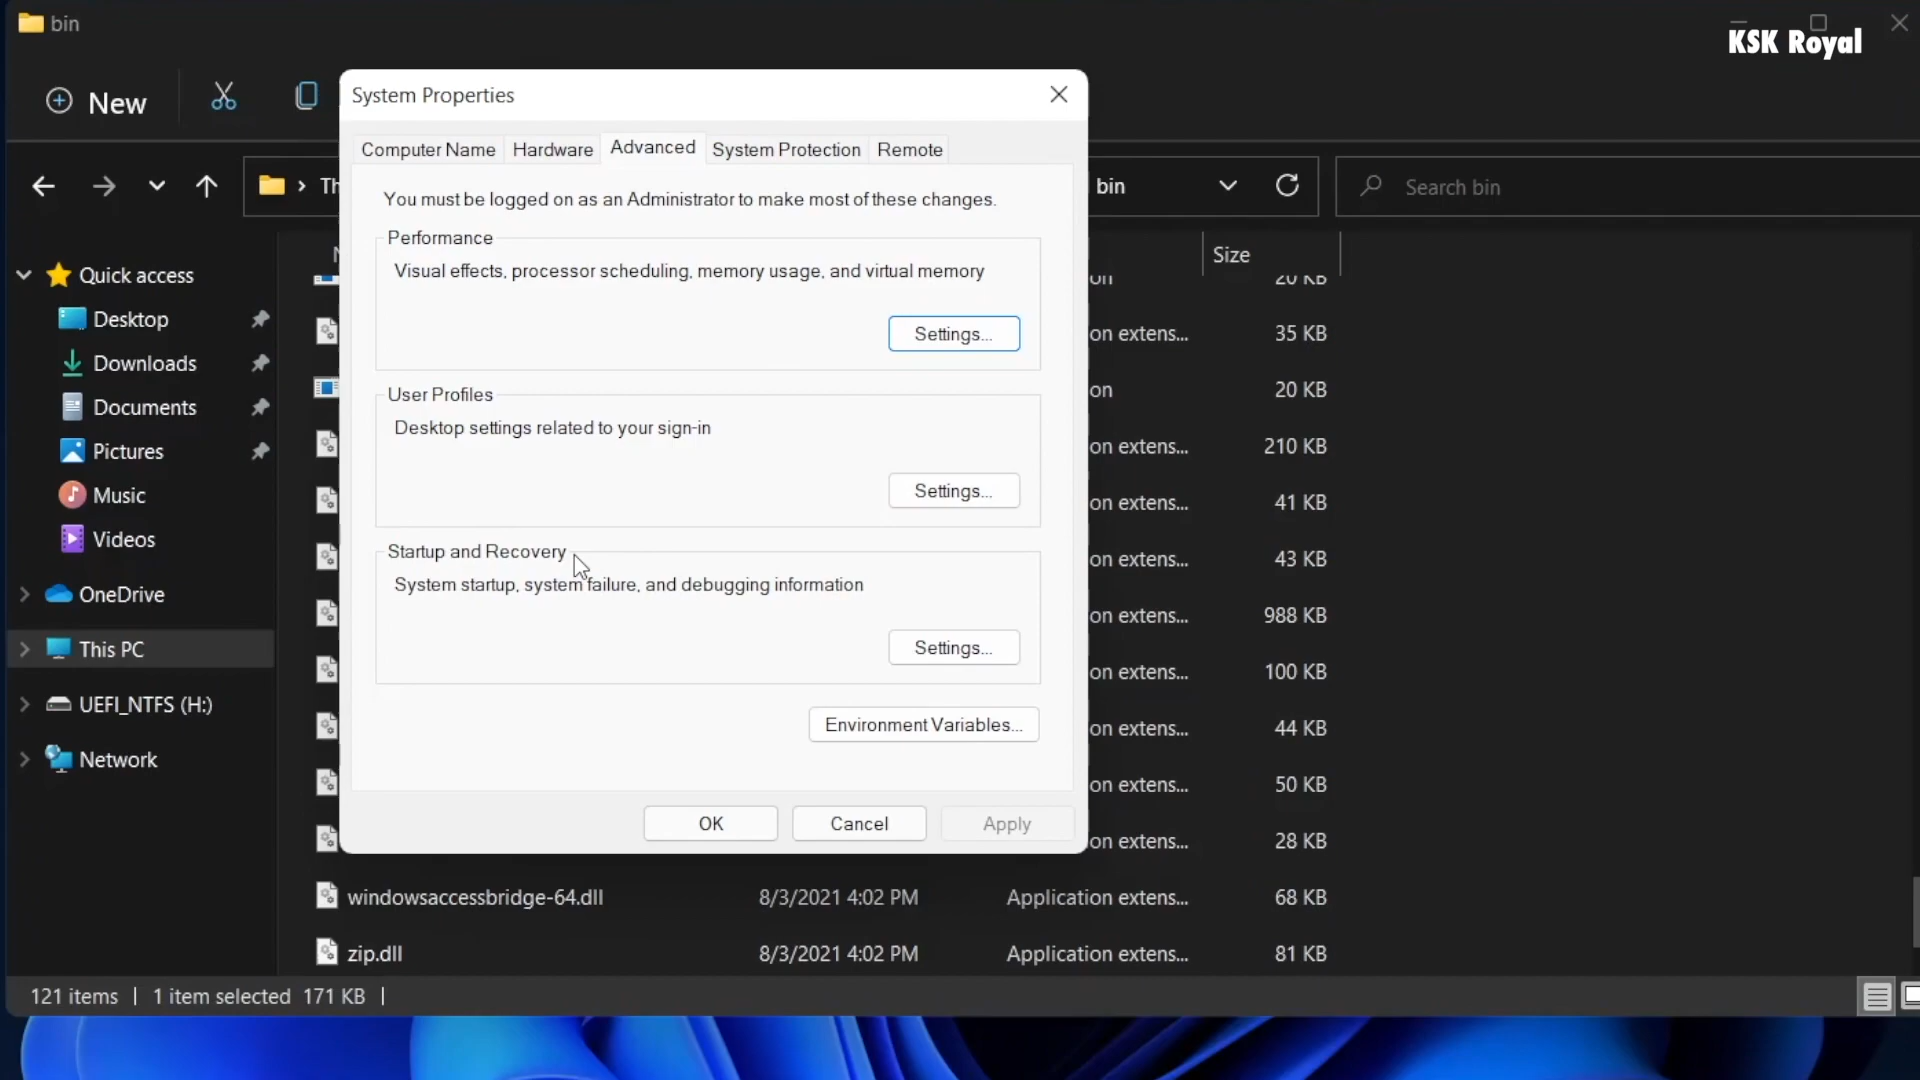 bin
KSK Royal
New
System Properties
Computer Name
Hardware
Advanced
System Protection
Remote
bin
Search bin
You must be logged on as an Administrator to make most of these changes.
Performance
Visual effects, processor scheduling, memory usage, and virtual memory
Settings...
User Profiles
Desktop settings related to your sign-in
Settings...
Startup and Recovery
System startup, system failure, and debugging information
Settings...
Environment Variables...
OK
Cancel
Apply
Quick access
Desktop
Downloads
Documents
Pictures
Music
Videos
OneDrive
This PC
UEFI_NTFS (H:)
Network
Size
20 KB
on extens... 35 KB
on 20 KB
on extens... 210 KB
on extens... 41 KB
on extens... 43 KB
on extens... 988 KB
on extens... 100 KB
on extens... 44 KB
on extens... 50 KB
on extens... 28 KB
windowsaccessbridge-64.dll 8/3/2021 4:02 PM Application extens... 68 KB
zip.dll 8/3/2021 4:02 PM Application extens... 81 KB
121 items 1 item selected 171 KB